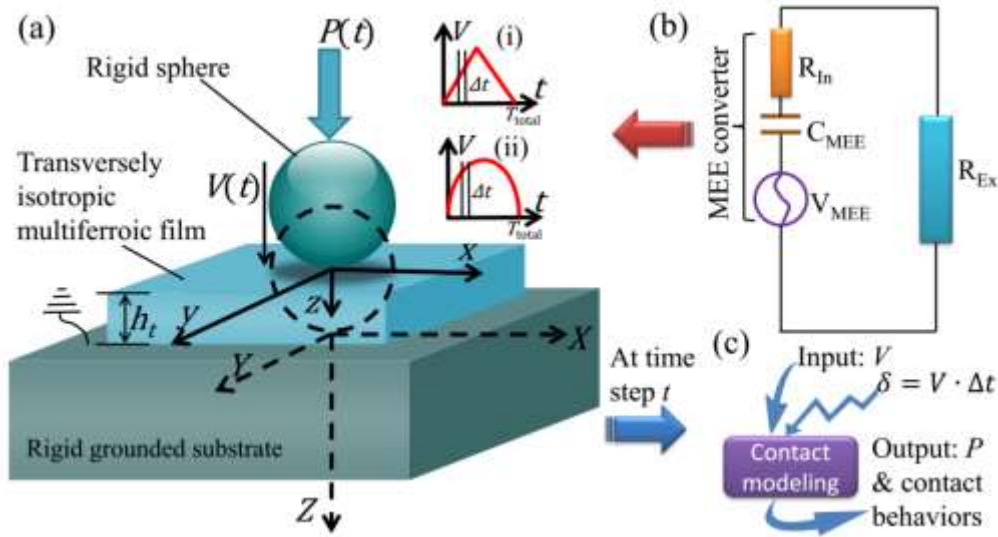 (a)
P(t)
Rigid sphere
V (i)
Δt
t
T_total
V (ii)
Δt
t
T_total
Transversely
isotropic
multiferroic film
V(t)
x
y
z
h_t
X
Y
Z
Rigid grounded substrate
At time
step t
(b)
MEE converter
R_In
C_MEE
V_MEE
R_Ex
(c)
Input: V
δ = V · Δt
Contact
modeling
Output: P
& contact
behaviors